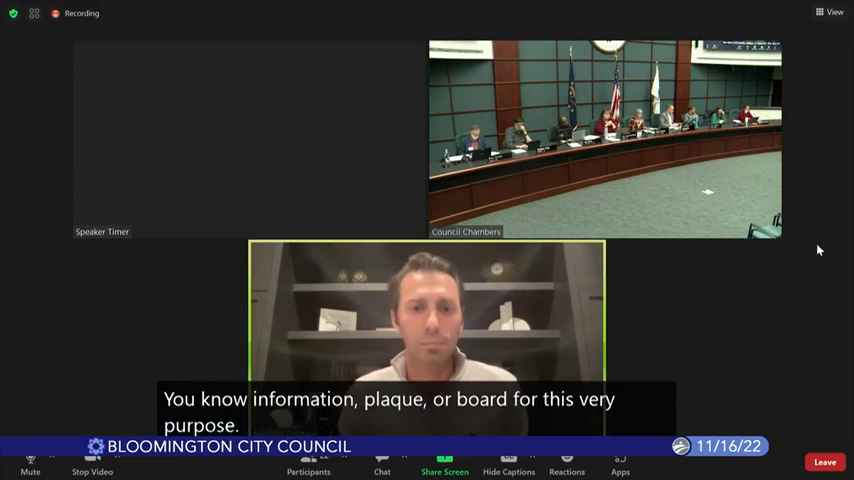 Recording
View
Speaker Timer
Council Chambers
You know information, plaque, or board for this very
purpose.
BLOOMINGTON CITY COUNCIL
11/16/22
Mute
Stop Video
Participants
Chat
Share Screen
Hide Captions
Reactions
Apps
Leave